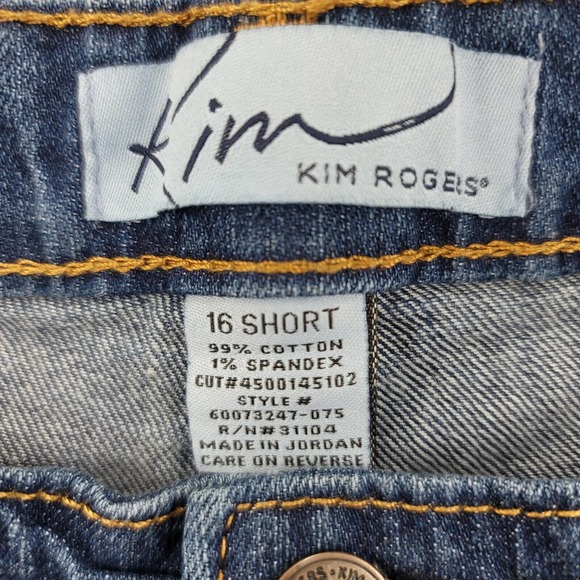 Kim
KIM ROGERS®
16 SHORT
99% COTTON
1% SPANDEX
CUT#4500145102
STYLE #
60073247-075
R/N#31104
MADE IN JORDAN
CARE ON REVERSE
KIM